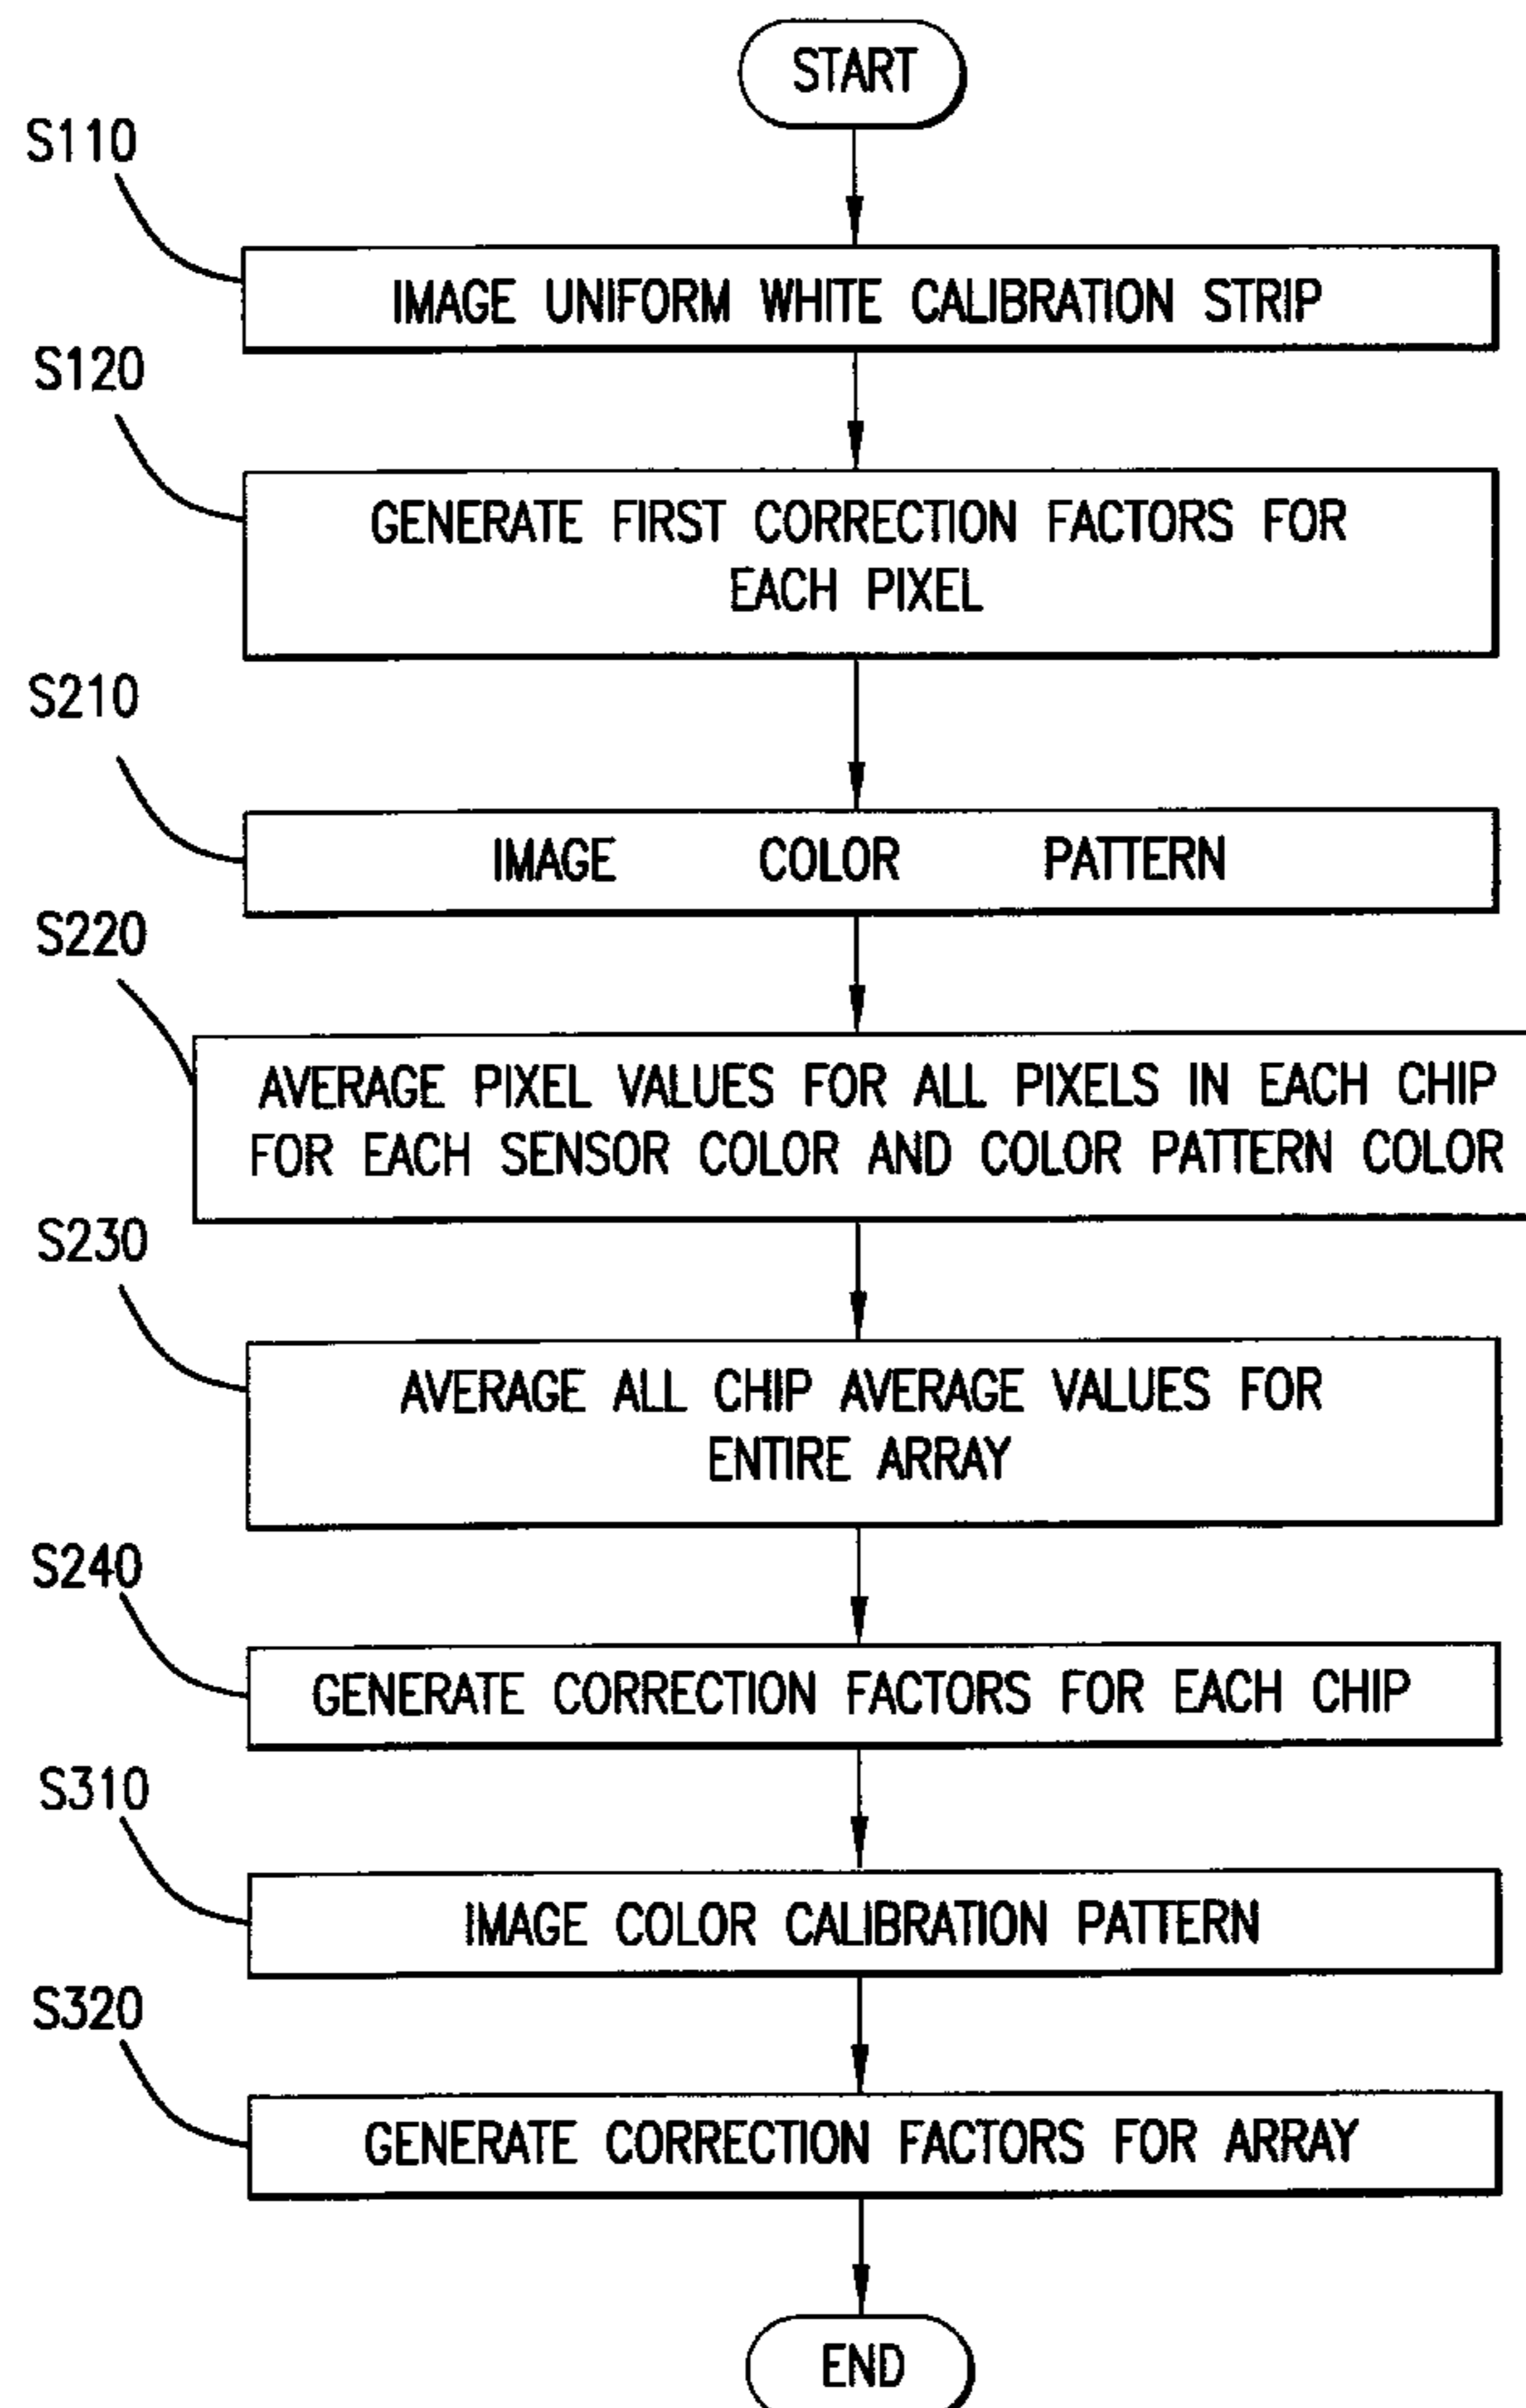 START
S110
IMAGE UNIFORM WHITE CALIBRATION STRIP
S120
GENERATE FIRST CORRECTION FACTORS FOR
EACH PIXEL
S210
IMAGE COLOR PATTERN
S220
AVERAGE PIXEL VALUES FOR ALL PIXELS IN EACH CHIP
FOR EACH SENSOR COLOR AND COLOR PATTERN COLOR
S230
AVERAGE ALL CHIP AVERAGE VALUES FOR
ENTIRE ARRAY
S240
GENERATE CORRECTION FACTORS FOR EACH CHIP
S310
IMAGE COLOR CALIBRATION PATTERN
S320
GENERATE CORRECTION FACTORS FOR ARRAY
END